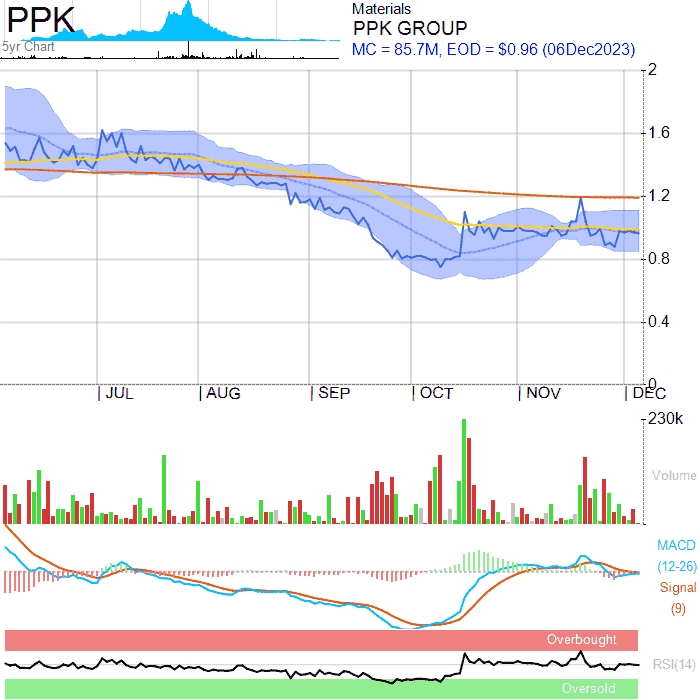 PPK
5yr Chart
Materials
PPK GROUP
MC = 85.7M, EOD = $0.96 (06Dec2023)
2
1.6
1.2
0.8
0.4
0
JUL AUG SEP OCT NOV DEC
230k
Volume
MACD
(12-26)
Signal
(9)
Overbought
RSI(14)
Oversold